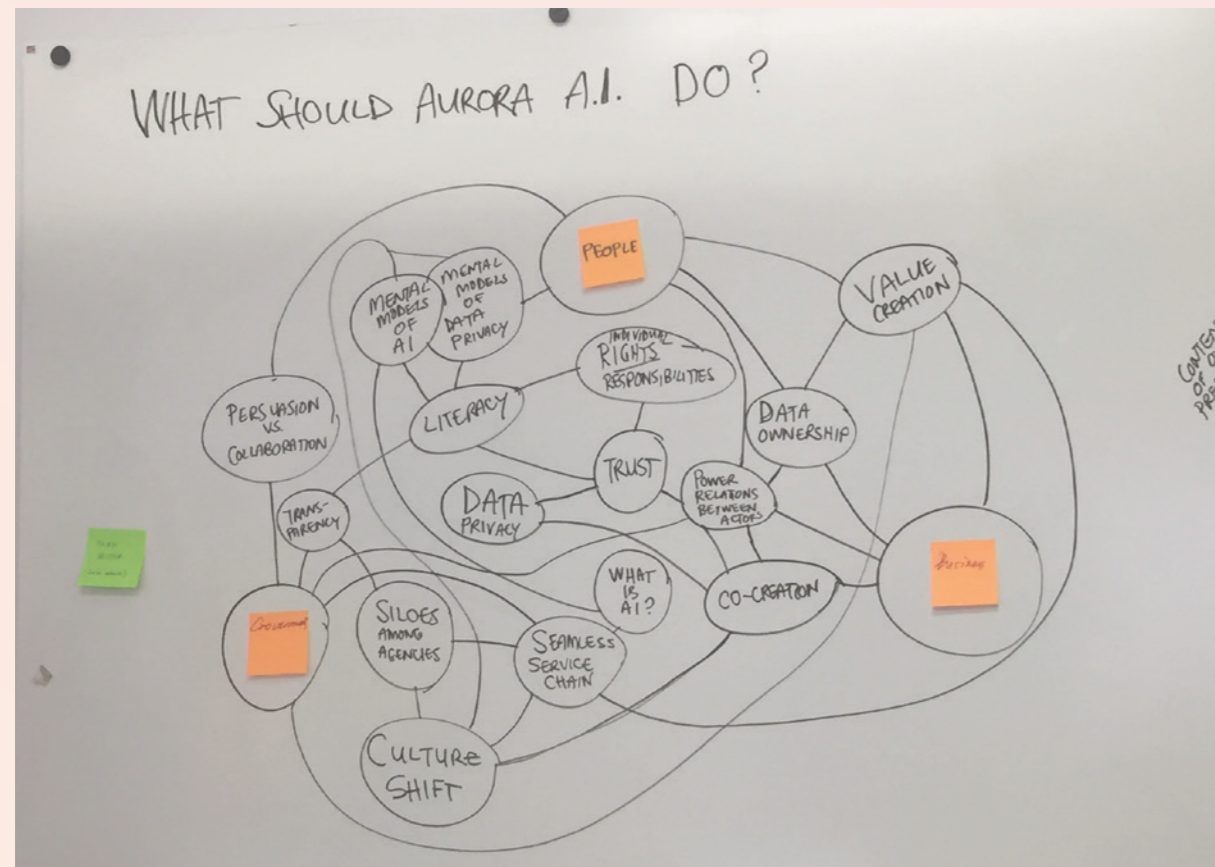 WHAT SHOULD AURORA A.I. DO?
PEOPLE
VALUE
CREATION
MENTAL
MODELS
OF
AI
MENTAL
MODELS
OF
DATA
PRIVACY
INDIVIDUAL
RIGHTS
RESPONSIBILITIES
PERSUASION
VS.
COLLABORATION
LITERACY
DATA
OWNERSHIP
TRUST
TRANS-
PARENCY
DATA
PRIVACY
POWER
RELATIONS
BETWEEN
ACTORS
WHAT
IS
AI?
CO-CREATION
Business
SILOES
AMONG
AGENCIES
SEAMLESS
SERVICE
CHAIN
CULTURE
SHIFT